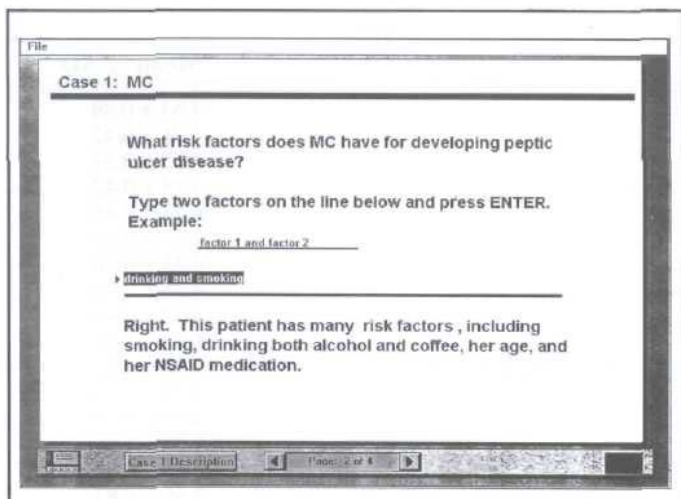 File
Case 1: MC
What risk factors does MC have for developing peptic
ulcer disease?
Type two factors on the line below and press ENTER.
Example:
factor 1 and factor 2
drinking and smoking
Right. This patient has many risk factors , including
smoking, drinking both alcohol and coffee, her age, and
her NSAID medication.
Case 1 Description
Page: 2 of 4